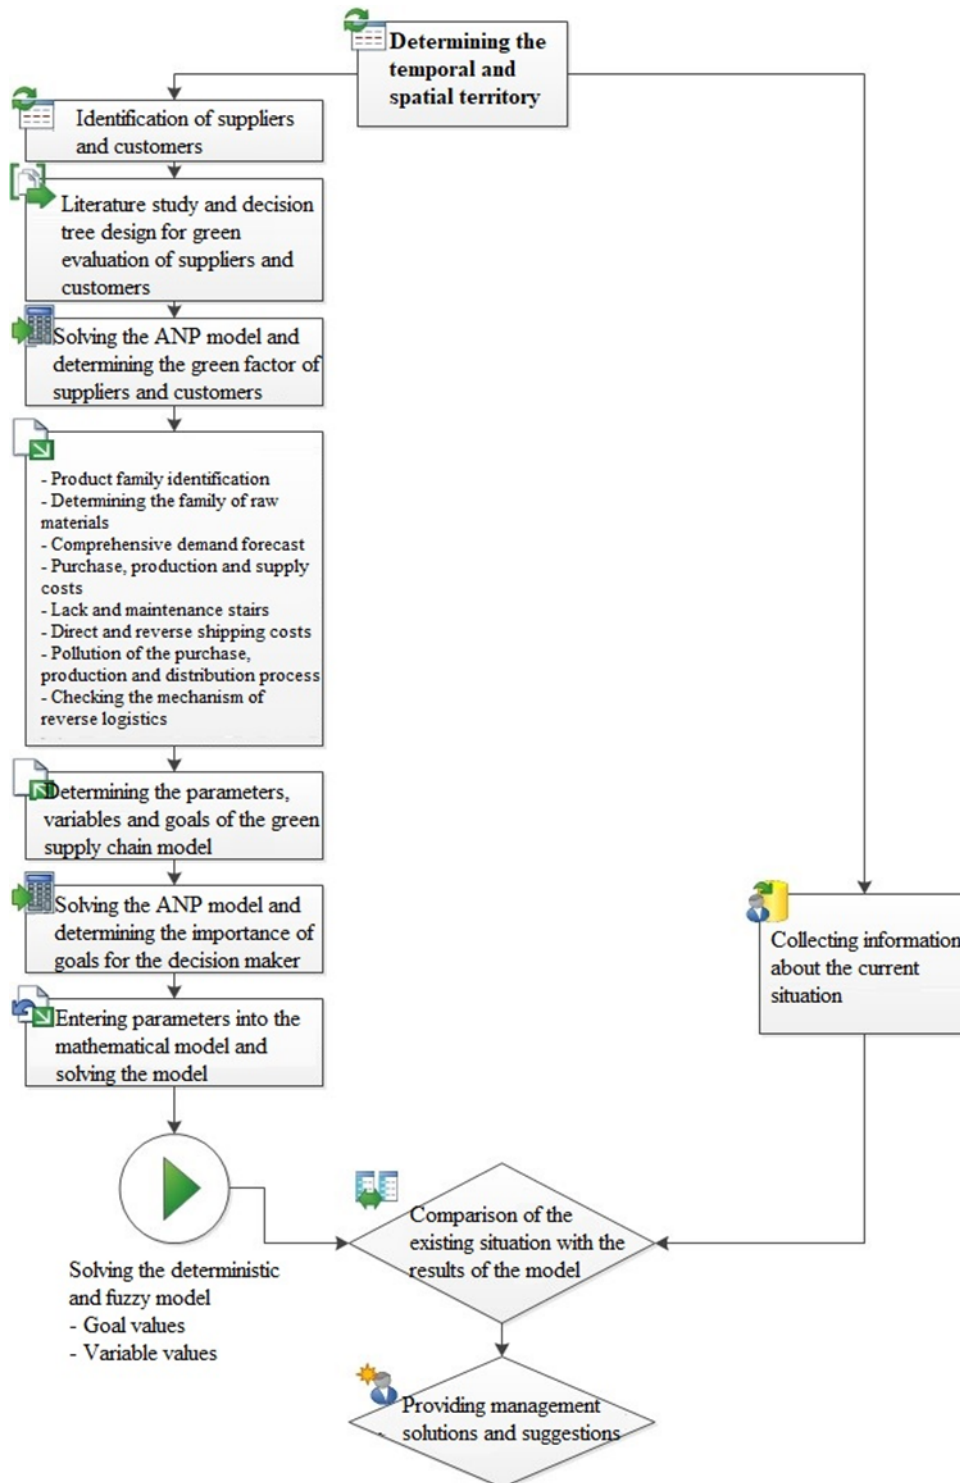 Determining the
temporal and
spatial territory
Identification of suppliers
and customers
Literature study and decision
tree design for green
evaluation of suppliers and
customers
Solving the ANP model and
determining the green factor of
suppliers and customers
- Product family identification
- Determining the family of raw
materials
- Comprehensive demand forecast
- Purchase, production and supply
costs
- Lack and maintenance stairs
- Direct and reverse shipping costs
- Pollution of the purchase,
production and distribution process
- Checking the mechanism of
reverse logistics
Determining the parameters,
variables and goals of the green
supply chain model
Solving the ANP model and
determining the importance of
goals for the decision maker
Entering parameters into the
mathematical model and
solving the model
Solving the deterministic
and fuzzy model
- Goal values
- Variable values
Collecting information
about the current
situation
Comparison of the
existing situation with the
results of the model
Providing management
solutions and suggestions